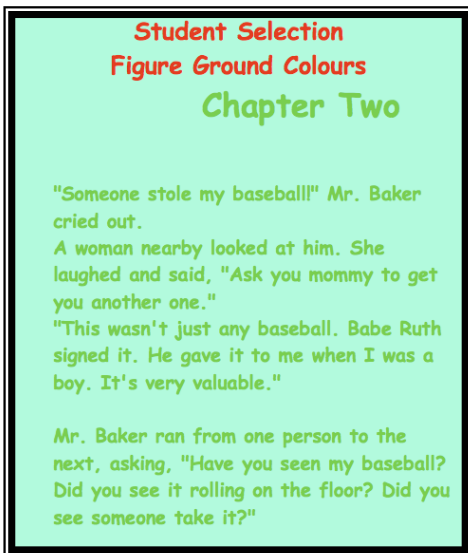 Student Selection
Figure Ground Colours
Chapter Two
"Someone stole my baseball!" Mr. Baker
cried out.
A woman nearby looked at him. She
laughed and said, "Ask you mommy to get
you another one."
"This wasn't just any baseball. Babe Ruth
signed it. He gave it to me when I was a
boy. It's very valuable."
Mr. Baker ran from one person to the
next, asking, "Have you seen my baseball?
Did you see it rolling on the floor? Did you
see someone take it?"